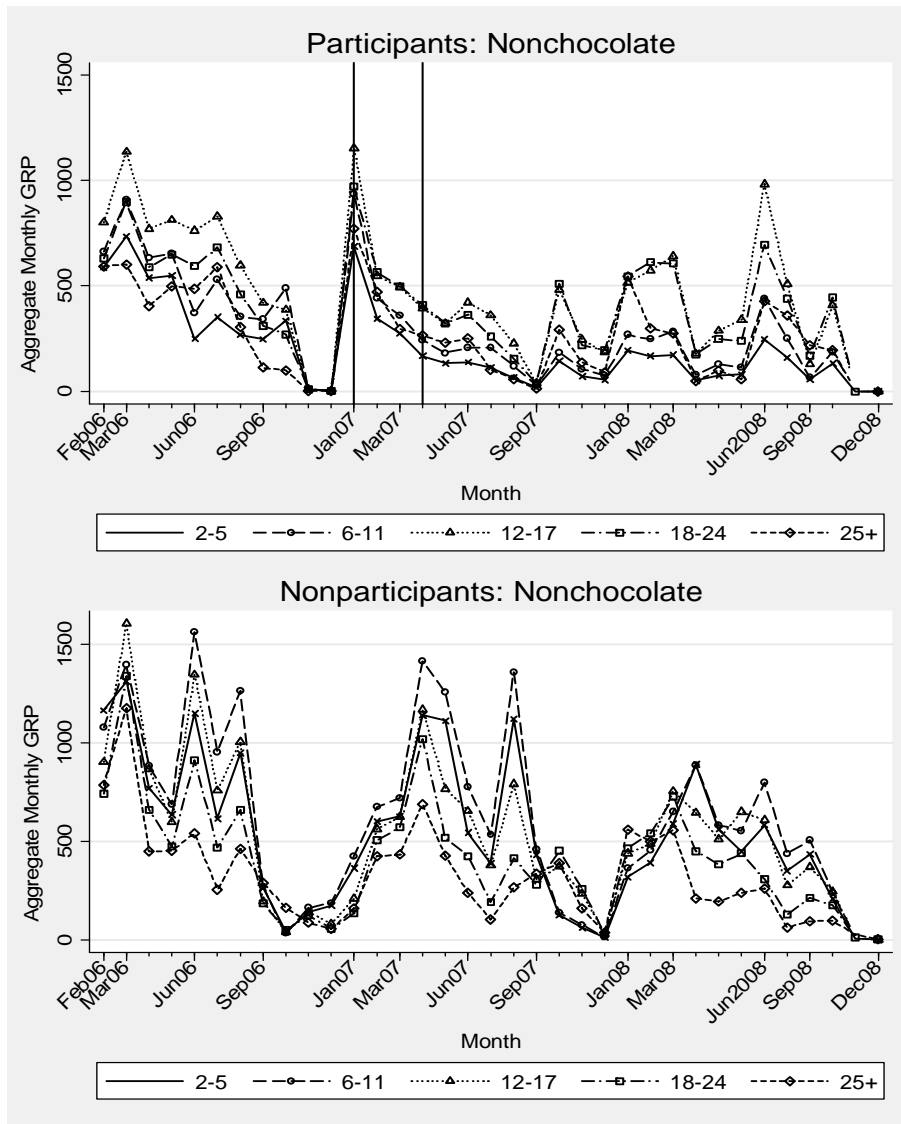 Participants: Nonchocolate
Aggregate Monthly GRP
1500
1000
500
0
Feb06 Mar06 Jun06 Sep06 Jan07 Mar07 Jun07 Sep07 Jan08 Mar08 Jun2008 Sep08 Dec08
Month
2-5 6-11 12-17 18-24 25+
Nonparticipants: Nonchocolate
Aggregate Monthly GRP
1500
1000
500
0
Feb06 Mar06 Jun06 Sep06 Jan07 Mar07 Jun07 Sep07 Jan08 Mar08 Jun2008 Sep08 Dec08
Month
2-5 6-11 12-17 18-24 25+